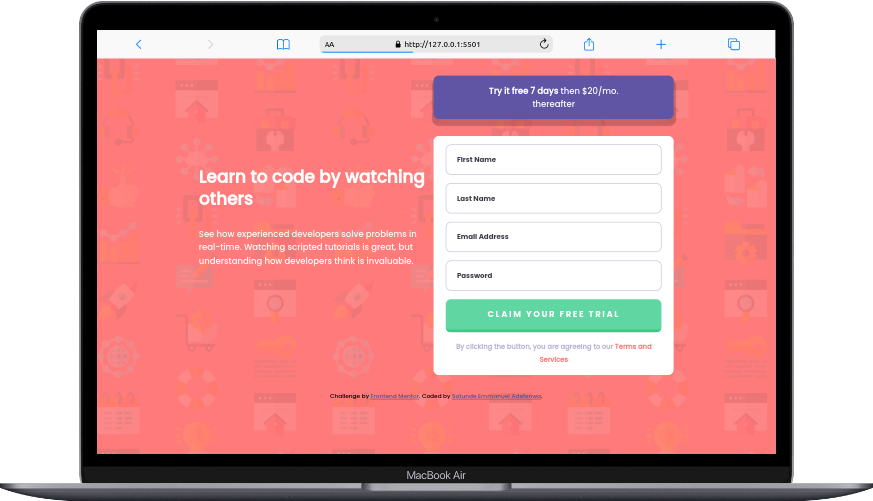 AA
http://127.0.0.1:5501
Try it free 7 days then $20/mo.
thereafter
Learn to code by watching
others
See how experienced developers solve problems in
real-time. Watching scripted tutorials is great, but
understanding how developers think is invaluable.
First Name
Last Name
Email Address
Password
CLAIM YOUR FREE TRIAL
By clicking the button, you are agreeing to our Terms and
Services
Challenge by Frontend Mentor. Coded by Emmanuel
MacBook Air